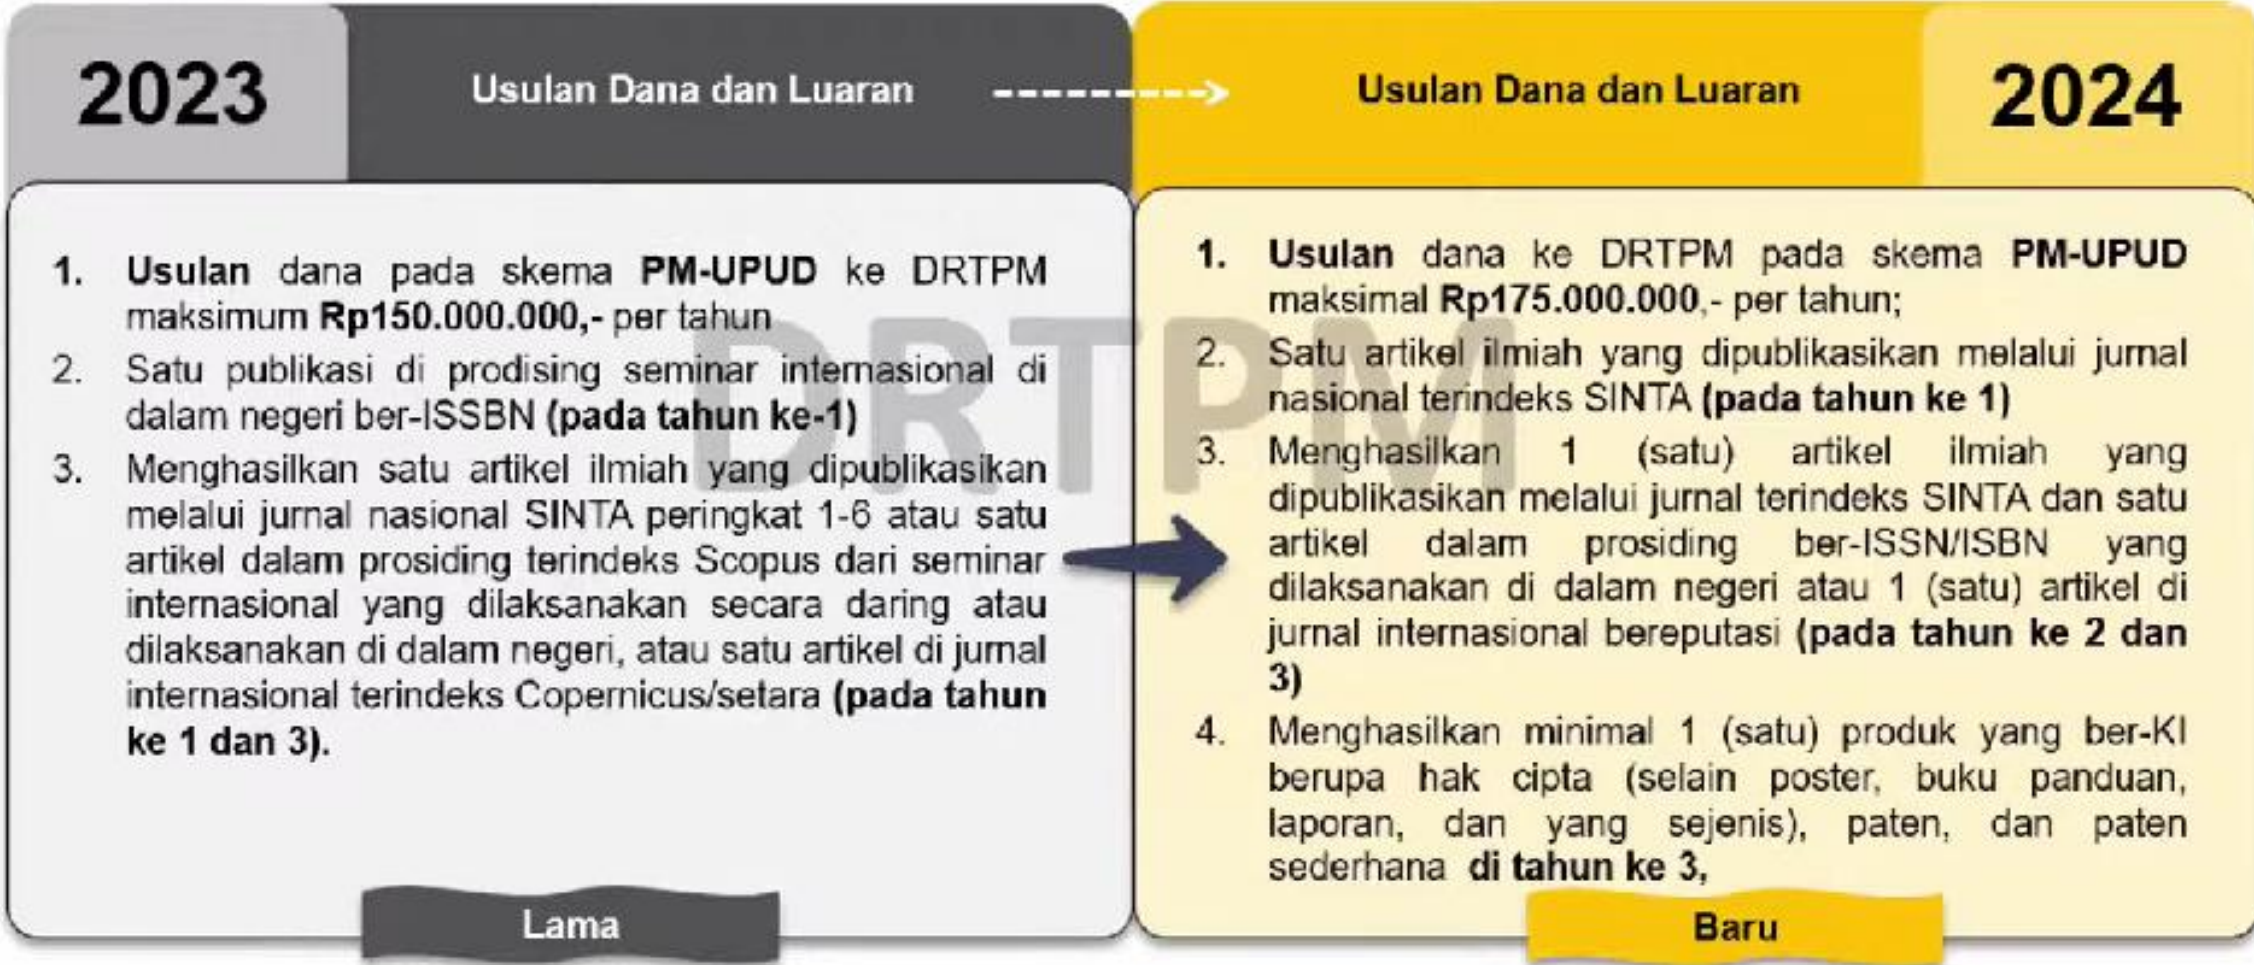 2023
Usulan Dana dan Luaran
1. Usulan dana pada skema PM-UPUD ke DRTPM
maksimum Rp150.000.000,- per tahun
2. Satu publikasi di prodising seminar internasional di
dalam negeri ber-ISSBN (pada tahun ke-1)
3. Menghasilkan satu artikel ilmiah yang dipublikasikan
melalui jurnal nasional SINTA peringkat 1-6 atau satu
artikel dalam prosiding terindeks Scopus dari seminar
internasional yang dilaksanakan secara daring atau
dilaksanakan di dalam negeri, atau satu artikel di jurnal
internasional terindeks Copernicus/setara (pada tahun
ke 1 dan 3).
Lama
Usulan Dana dan Luaran
2024
1. Usulan dana ke DRTPM pada skema PM-UPUD
maksimal Rp175.000.000,- per tahun;
2. Satu artikel ilmiah yang dipublikasikan melalui jurnal
nasional terindeks SINTA (pada tahun ke 1)
3. Menghasilkan 1 (satu) artikel ilmiah yang
dipublikasikan melalui jurnal terindeks SINTA dan satu
artikel dalam prosiding ber-ISSN/ISBN yang
dilaksanakan di dalam negeri atau 1 (satu) artikel di
jurnal internasional bereputasi (pada tahun ke 2 dan
3)
4. Menghasilkan minimal 1 (satu) produk yang ber-KI
berupa hak cipta (selain poster, buku panduan,
laporan, dan yang sejenis), paten, dan paten
sederhana di tahun ke 3,
Baru
DRTPM